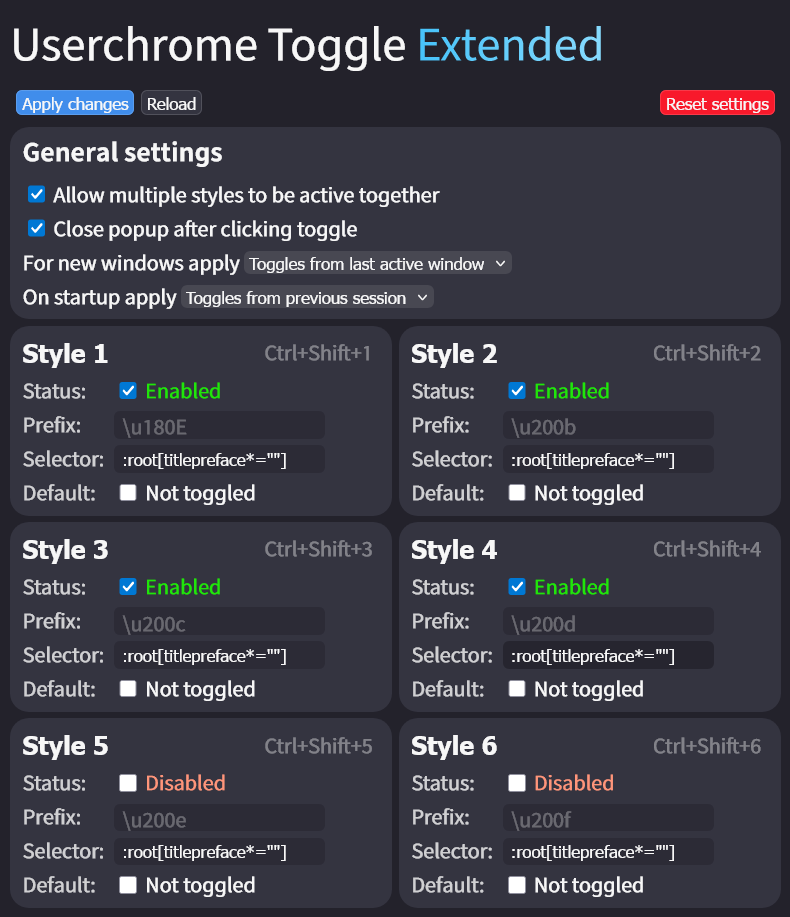 Userchrome Toggle Extended
Apply changes Reload Reset settings
General settings
Allow multiple styles to be active together
Close popup after clicking toggle
For new windows apply Toggles from last active window
On startup apply Toggles from previous session
Style 1 Ctrl+Shift+1
Status: Enabled
Prefix: \u180E
Selector: :root[titlepreface*=""]
Default: Not toggled
Style 2 Ctrl+Shift+2
Status: Enabled
Prefix: \u200b
Selector: :root[titlepreface*=""]
Default: Not toggled
Style 3 Ctrl+Shift+3
Status: Enabled
Prefix: \u200c
Selector: :root[titlepreface*=""]
Default: Not toggled
Style 4 Ctrl+Shift+4
Status: Enabled
Prefix: \u200d
Selector: :root[titlepreface*=""]
Default: Not toggled
Style 5 Ctrl+Shift+5
Status: Disabled
Prefix: \u200e
Selector: :root[titlepreface*=""]
Default: Not toggled
Style 6 Ctrl+Shift+6
Status: Disabled
Prefix: \u200f
Selector: :root[titlepreface*=""]
Default: Not toggled